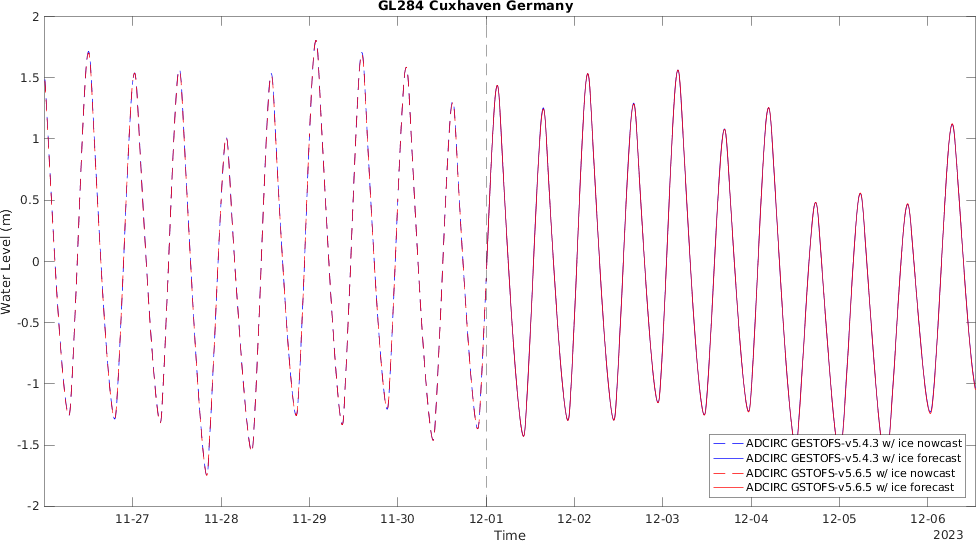 GL284 Cuxhaven Germany
2
1.5
1
0.5
0
-0.5
-1
-1.5
-2
Water Level (m)
ADCIRC GESTOFS-v5.4.3 w/ ice nowcast
ADCIRC GESTOFS-v5.4.3 w/ ice forecast
ADCIRC GSTOFS-v5.6.5 w/ ice nowcast
ADCIRC GSTOFS-v5.6.5 w/ ice forecast
11-27 11-28 11-29 11-30 12-01 12-02 12-03 12-04 12-05 12-06
Time
2023